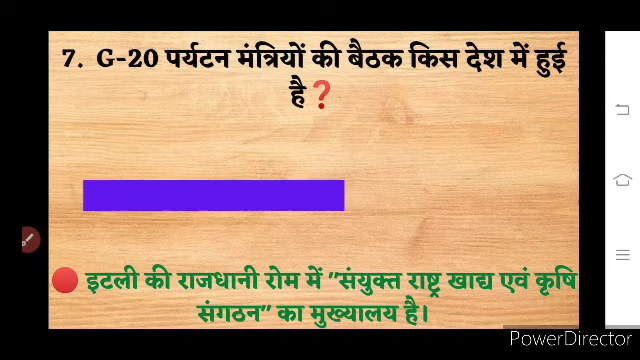 7. G-20 पर्यटन मंत्रियों की बैठक किस देश में हुई
है❓
🔴 इटली की राजधानी रोम में "संयुक्त राष्ट्र खाद्य एवं कृषि
संगठन" का मुख्यालय है।
PowerDirector